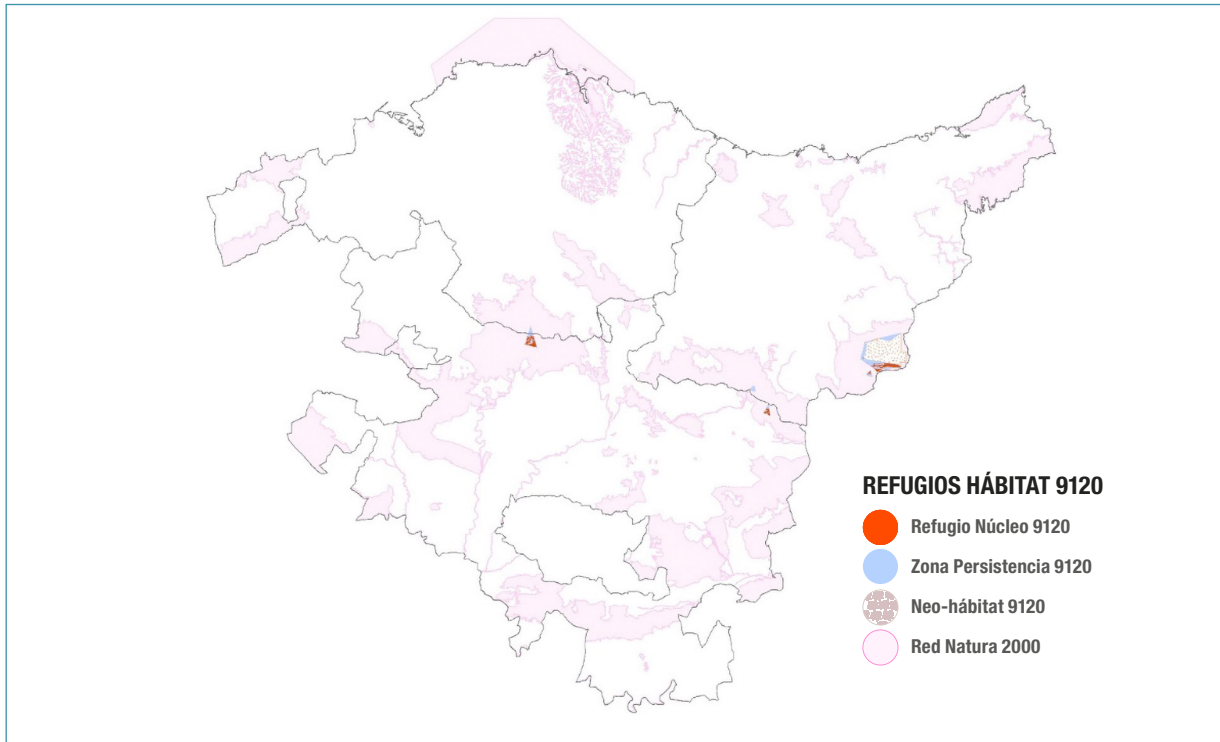 REFUGIOS HÁBITAT 9120
Refugio Núcleo 9120
Zona Persistencia 9120
Neo-hábitat 9120
Red Natura 2000